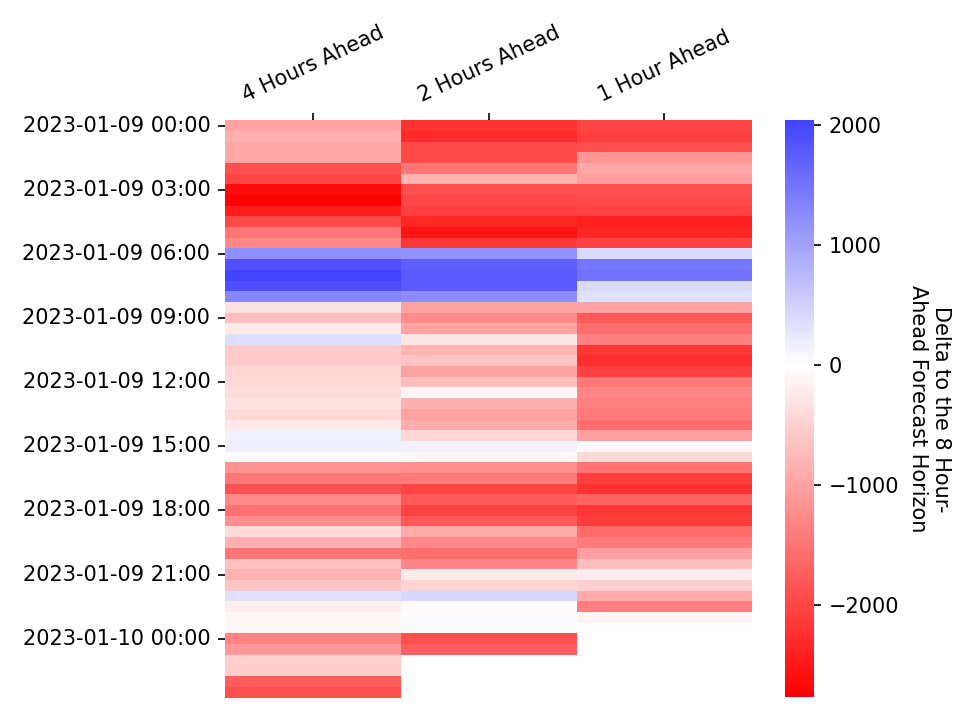 4 Hours Ahead
2 Hours Ahead
1 Hour Ahead
2023-01-09 00:00
2023-01-09 03:00
2023-01-09 06:00
2023-01-09 09:00
2023-01-09 12:00
2023-01-09 15:00
2023-01-09 18:00
2023-01-09 21:00
2023-01-10 00:00
2000
1000
0
−1000
−2000
Delta to the 8 Hour-
Ahead Forecast Horizon